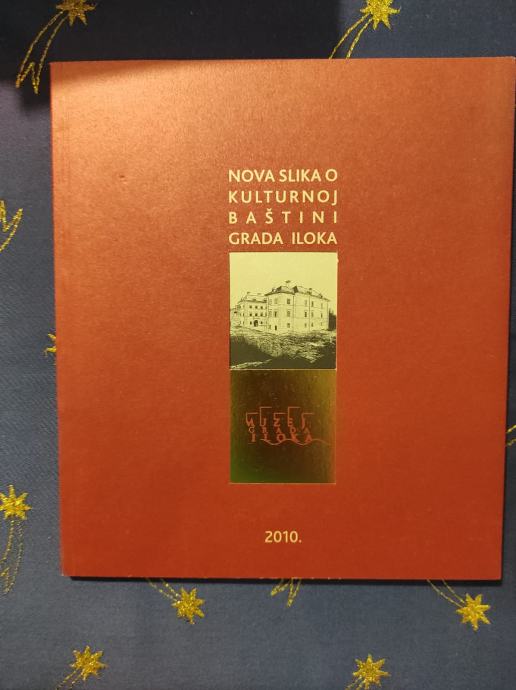 NOVA SLIKA O
KULTURNOJ
BAŠTINI
GRADA ILOKA
MUZEJ
GRADA
ILOKA
2010.